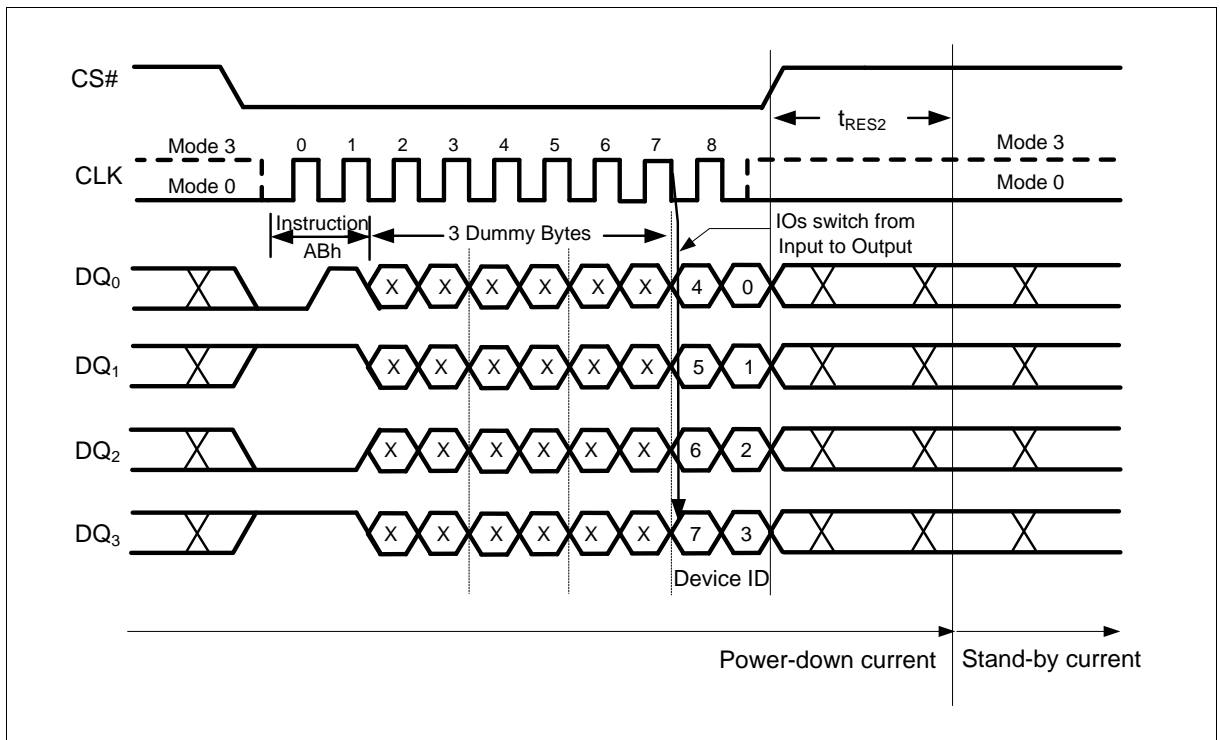 CS#
tRES2
Mode 3
0 1 2 3 4 5 6 7 8
Mode 3
CLK
Mode 0
Mode 0
Instruction
ABh
3 Dummy Bytes
IOs switch from
Input to Output
DQ0
X X X X X X 4 0
DQ1
X X X X X X 5 1
DQ2
X X X X X X 6 2
DQ3
X X X X X X 7 3
Device ID
Power-down current
Stand-by current